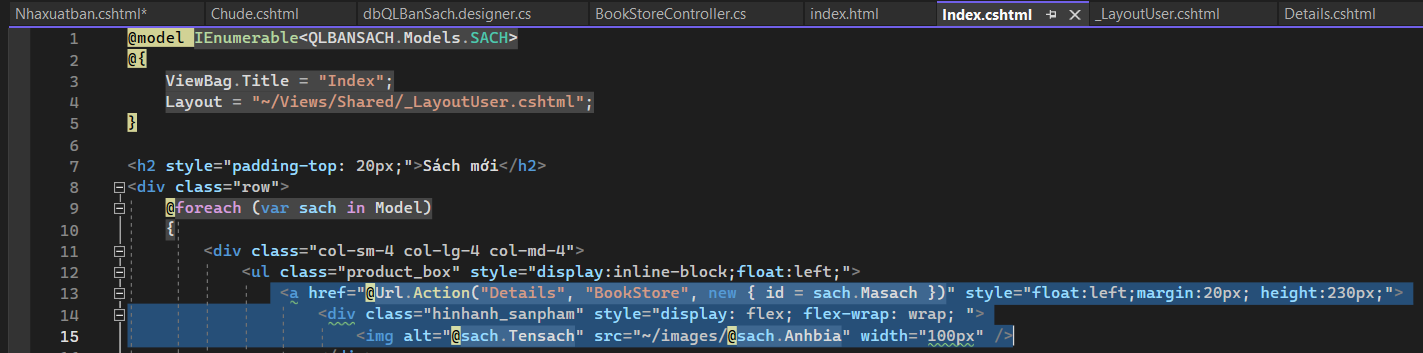 Nhaxuatban.cshtml* Chude.cshtml dbQLBanSach.designer.cs BookStoreController.cs index.html Index.cshtml _LayoutUser.cshtml Details.cshtml
1 @model IEnumerable<QLBANSACH.Models.SACH>
2 @{
3 ViewBag.Title = "Index";
4 Layout = "~/Views/Shared/_LayoutUser.cshtml";
5 }
6
7 <h2 style="padding-top: 20px;">Sách mới</h2>
8 <div class="row">
9 @foreach (var sach in Model)
10 {
11 <div class="col-sm-4 col-lg-4 col-md-4">
12 <ul class="product_box" style="display:inline-block;float:left;">
13 <a href="@Url.Action("Details", "BookStore", new { id = sach.Masach })" style="float:left;margin:20px; height:230px;">
14 <div class="hinhanh_sanpham" style="display: flex; flex-wrap: wrap; ">
15 <img alt="@sach.Tensach" src="~/images/@sach.Anhbia" width="100px" />